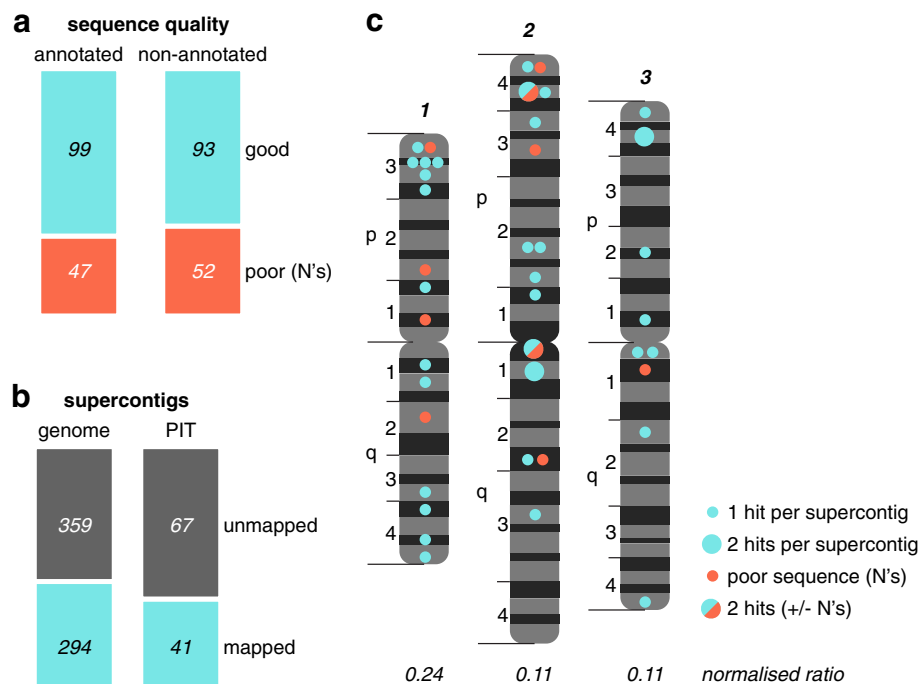 a
sequence quality
annotated non-annotated
99 93 good
47 52 poor (N's)
b
supercontigs
genome PIT
359 67 unmapped
294 41 mapped
c
1
3
p
2
1
1
2
q
3
4
0.24
2
4
3
p
2
1
1
2
q
3
4
0.11
3
4
3
p
2
1
1
2
q
3
4
0.11
normalised ratio
1 hit per supercontig
2 hits per supercontig
poor sequence (N's)
2 hits (+/- N's)